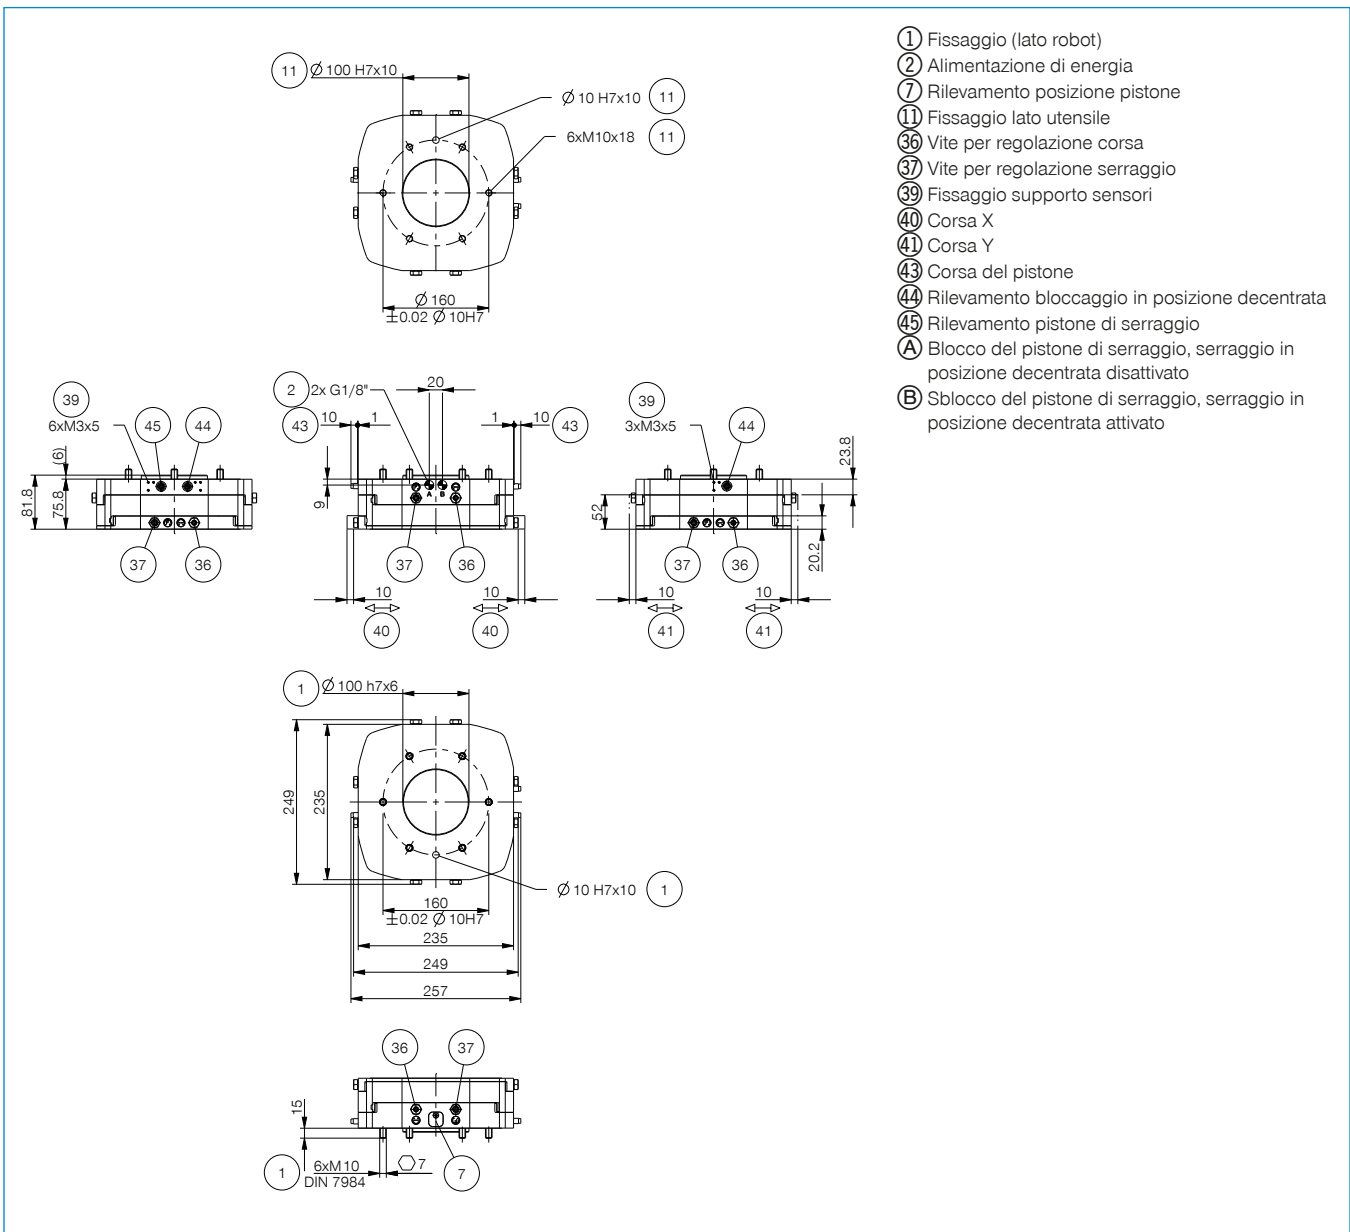 ① Fissaggio (lato robot)
② Alimentazione di energia
⑦ Rilevamento posizione pistone
⑪ Fissaggio lato utensile
㊱ Vite per regolazione corsa
㊲ Vite per regolazione serraggio
㊴ Fissaggio supporto sensori
㊵ Corsa X
㊶ Corsa Y
㊸ Corsa del pistone
㊹ Rilevamento bloccaggio in posizione decentrata
㊺ Rilevamento pistone di serraggio
Ⓐ Blocco del pistone di serraggio, serraggio in
posizione decentrata disattivato
Ⓑ Sblocco del pistone di serraggio, serraggio in
posizione decentrata attivato
11 Ø 100 H7x10
Ø 10 H7x10 11
6xM10x18 11
Ø 160
±0.02 Ø 10H7
39
6xM3x5
45
44
(6)
81.8
75.8
37
36
2 2x G1/8"
20
10
1
43
1
10
43
9
A B
37
36
10
10
40
40
39
3xM3x5
44
23.8
52
20.2
37
36
10
10
41
41
1 Ø 100 h7x6
249
235
Ø 10 H7x10 1
160
±0.02 Ø 10H7
235
249
257
36
37
15
1
6xM10
DIN 7984
7
7